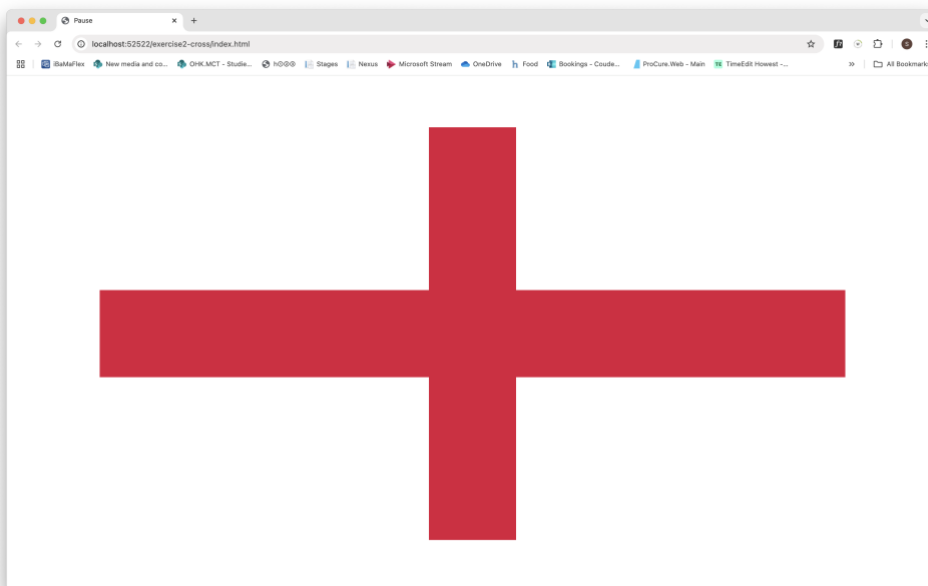 Pause
localhost:52522/exercise2-cross/index.html
iBaMaFlex New media and co... OHK.MCT - Studie... Stages Nexus Microsoft Stream OneDrive Food Bookings - Coude... ProCure.Web - Main TimeEdit Howest -... All Bookmarks